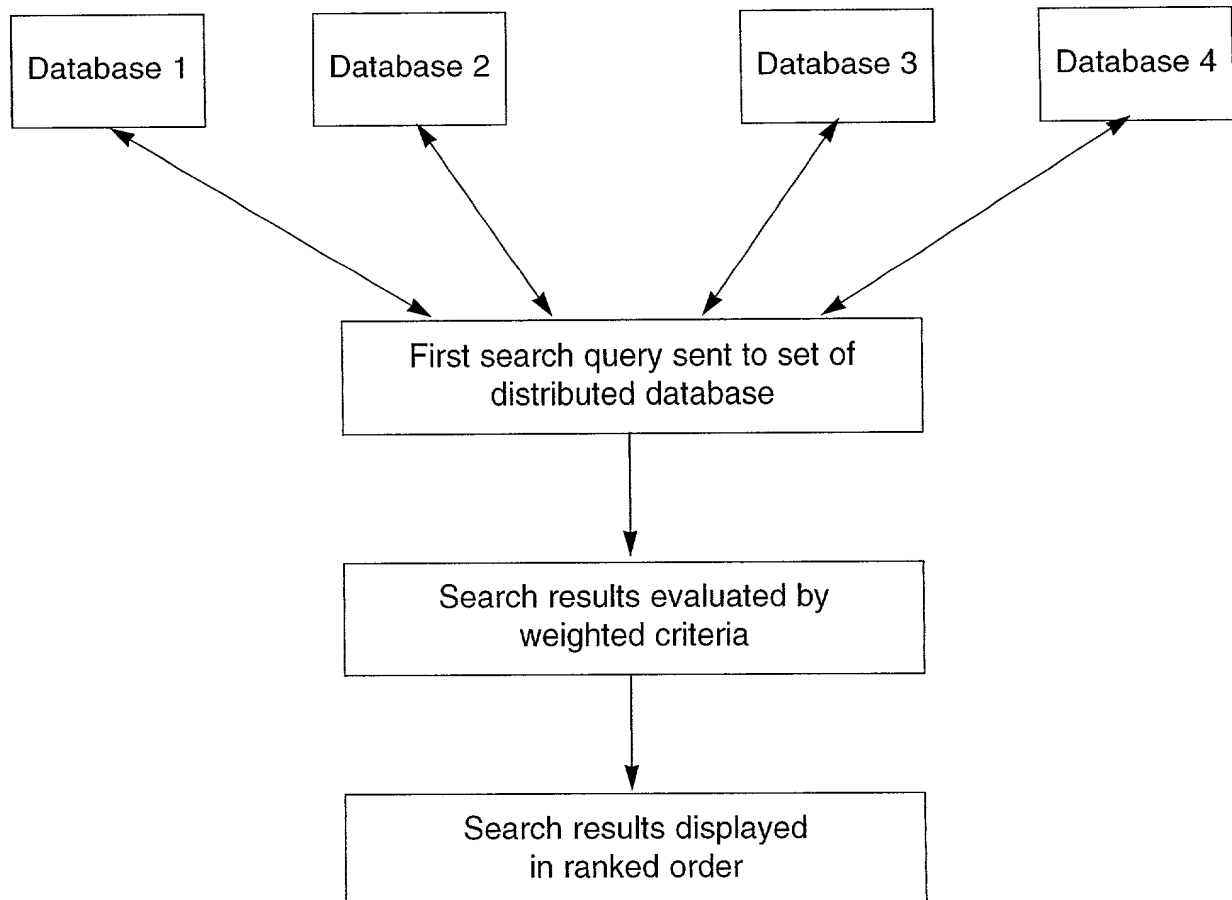 Database 1
Database 2
Database 3
Database 4
First search query sent to set of
distributed database
Search results evaluated by
weighted criteria
Search results displayed
in ranked order